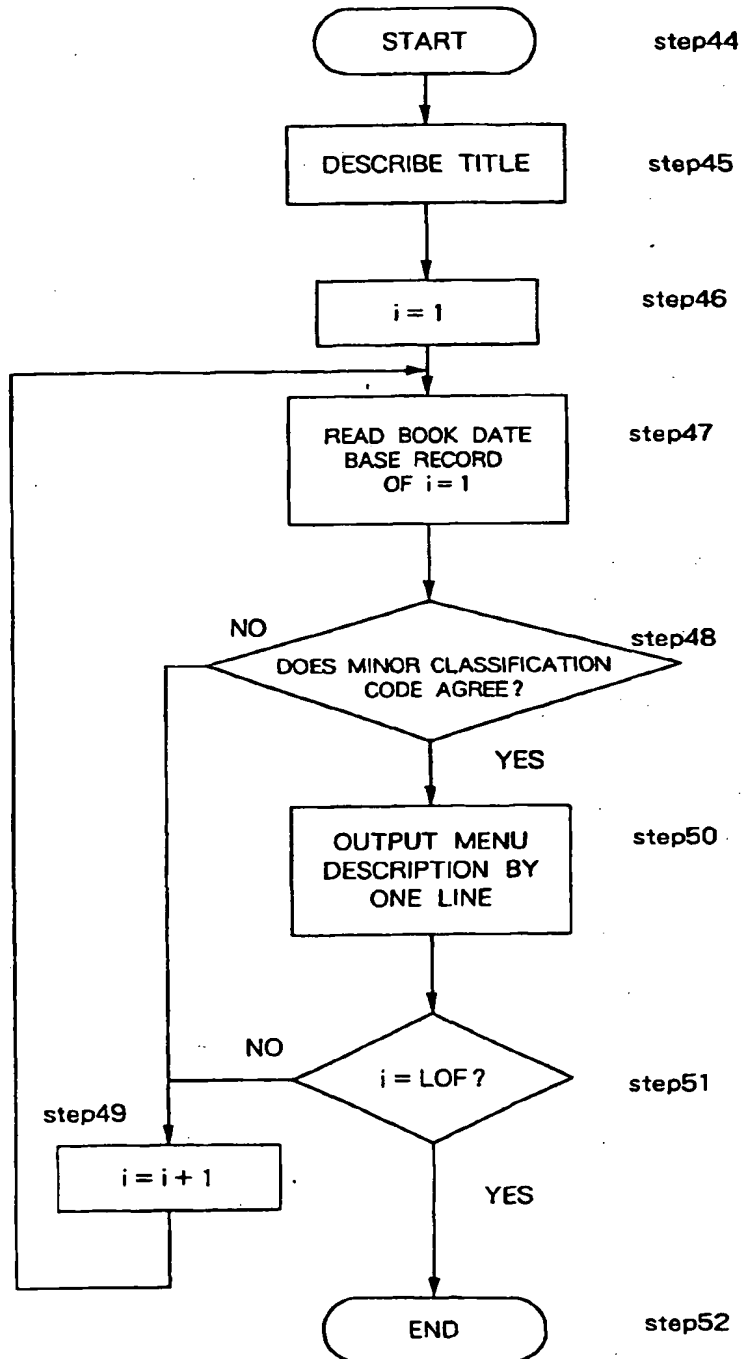 START step44
DESCRIBE TITLE step45
i = 1 step46
READ BOOK DATE step47
BASE RECORD
OF i = 1
NO step48
DOES MINOR CLASSIFICATION
CODE AGREE?
YES
OUTPUT MENU step50
DESCRIPTION BY
ONE LINE
NO
i = LOF? step51
step49
i = i + 1
YES
END step52